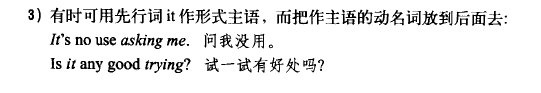 3) 有时可用先行词 it 作形式主语，而把作主语的动名词放到后面去：
It's no use asking me. 问我没用。
Is it any good trying? 试一试有好处吗？